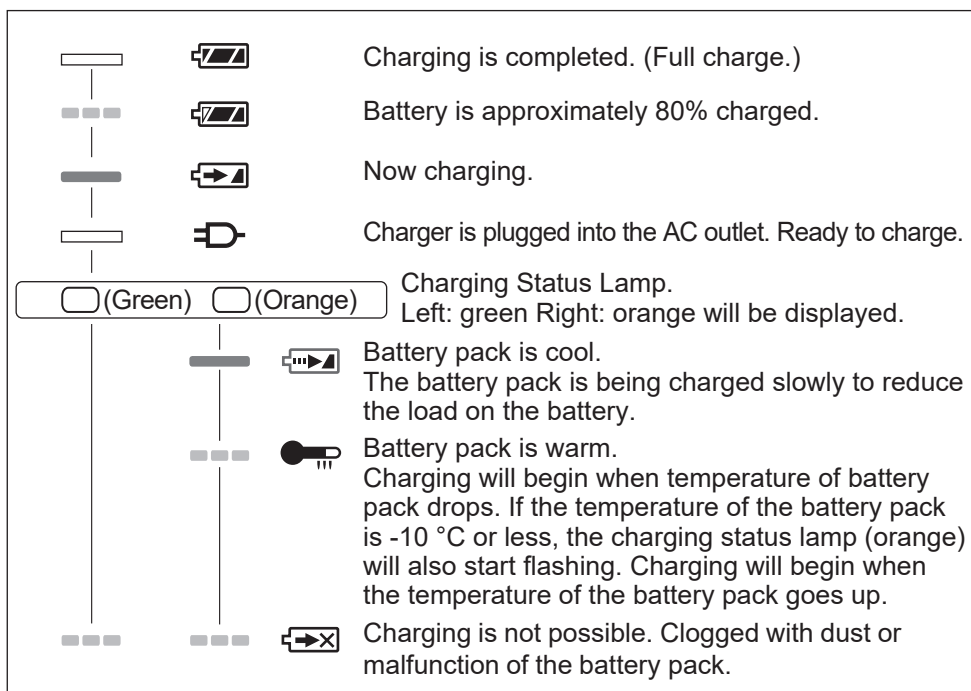 Charging is completed. (Full charge.)
Battery is approximately 80% charged.
Now charging.
Charger is plugged into the AC outlet. Ready to charge.
(Green) (Orange)
Charging Status Lamp.
Left: green Right: orange will be displayed.
Battery pack is cool.
The battery pack is being charged slowly to reduce
the load on the battery.
Battery pack is warm.
Charging will begin when temperature of battery
pack drops. If the temperature of the battery pack
is -10 °C or less, the charging status lamp (orange)
will also start flashing. Charging will begin when
the temperature of the battery pack goes up.
Charging is not possible. Clogged with dust or
malfunction of the battery pack.